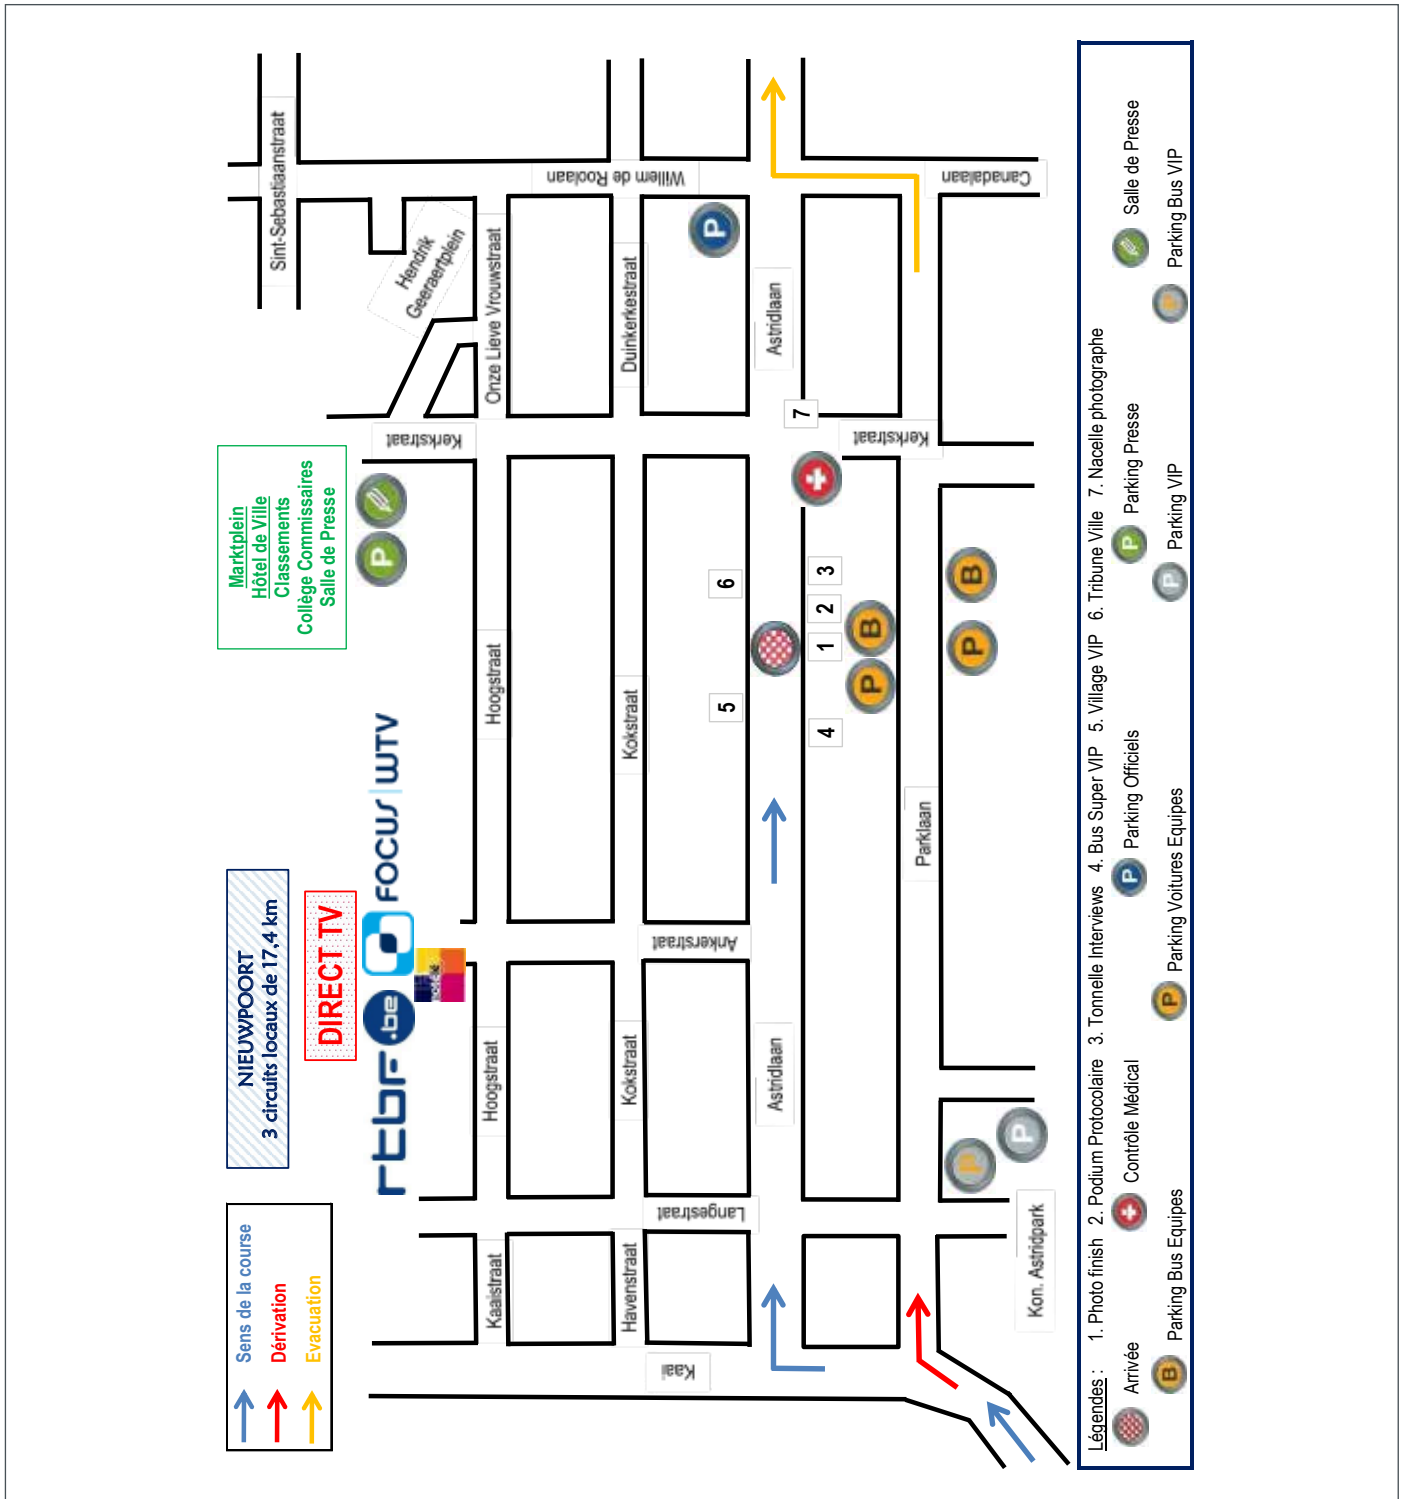 Sens de la course
Dérivation
Evacuation
NIEUWPOORT
3 circuits locaux de 17,4 km
DIRECT TV
rtbf.be
FOCUS|WTV
Marktplein
Hôtel de Ville
Classements
Collège Commissaires
Salle de Presse
Sint-Sebastiaanstraat
Hendrik
Geeraertplein
Kerkstraat
Willem de Roolaan
Canadalaan
Onze Lieve Vrouwstraat
Duinkerkestraat
Astridlaan
Kerkstraat
Hoogstraat
Kokstraat
Parklaan
Ankerstraat
Hoogstraat
Kokstraat
Astridlaan
Langestraat
Kaaistraat
Havenstraat
Kaai
Kon. Astridpark
P
P
P
B
P
B
P
P
P
1
2
3
4
5
6
7
Légendes : 1. Photo finish 2. Podium Protocolaire 3. Tonnelle Interviews 4. Bus Super VIP 5. Village VIP 6. Tribune Ville 7. Nacelle photographe
Arrivée Contrôle Médical P Parking Officiels P Parking Presse Salle de Presse
B Parking Bus Equipes P Parking Voitures Equipes P Parking VIP P Parking Bus VIP